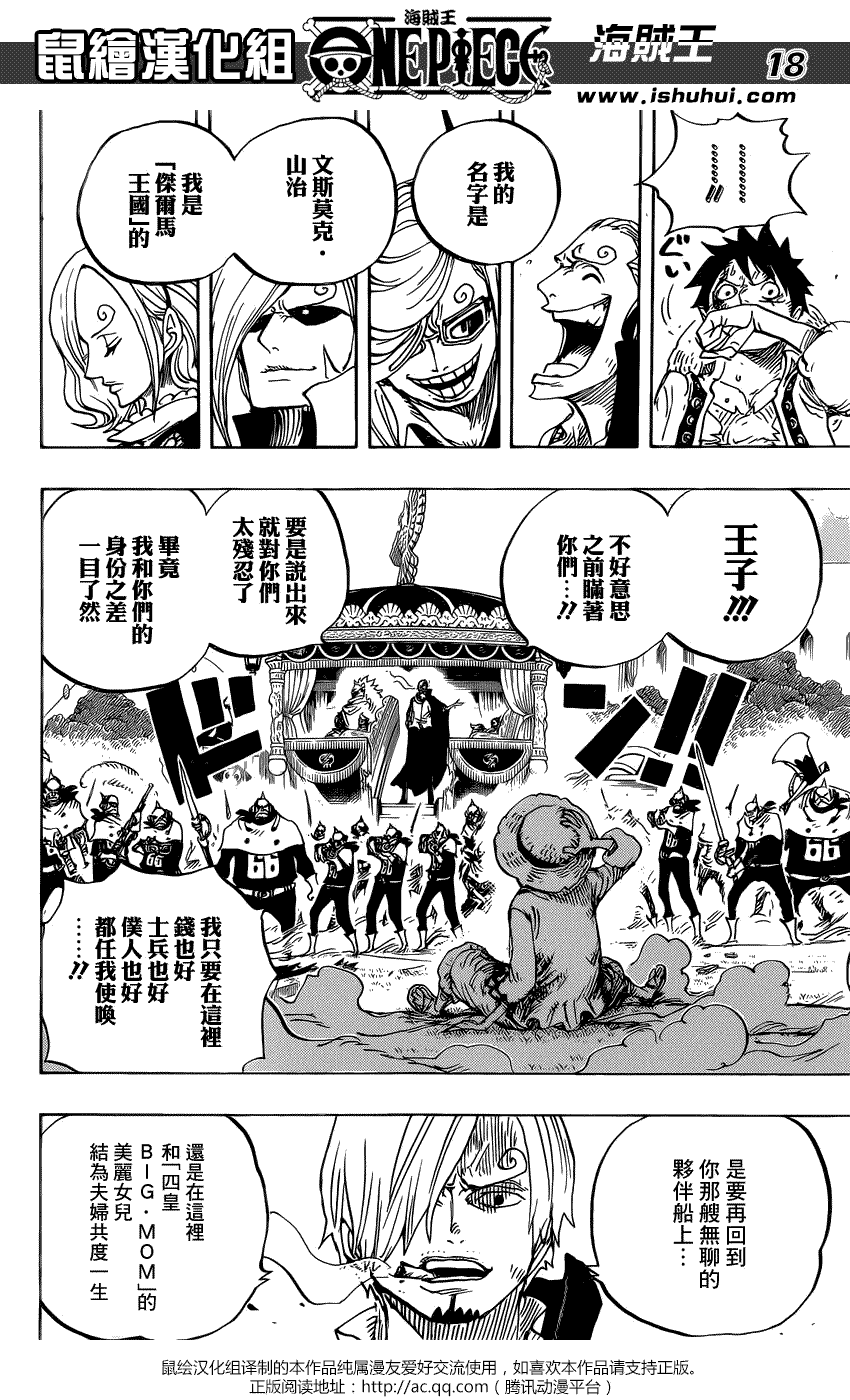 鼠繪漢化組
海賊王
ONE PIECE
海賊王
18
www.ishuhui.com
………………!!
ぐい
我的
名字是
文斯莫克·
山治
我是
「傑爾馬
王國」的
王子!!!
不好意思
之前瞞著
你們…!!
要是説出來
就對你們
太殘忍了
畢竟
我和你們的
身份之差
一目了然
ドン!!
66
66
66
66
我只要在這裡
錢也好
士兵也好
僕人也好
都任我使喚
……!!
是要再回到
你那艘無聊的
夥伴船上…
還是在這裡
和「四皇
BIG·MOM」的
美麗女兒
結為夫婦共度一生
鼠绘汉化组译制的本作品纯属漫友爱好交流使用，如喜欢本作品请支持正版。
正版阅读地址：http://ac.qq.com（腾讯动漫平台）